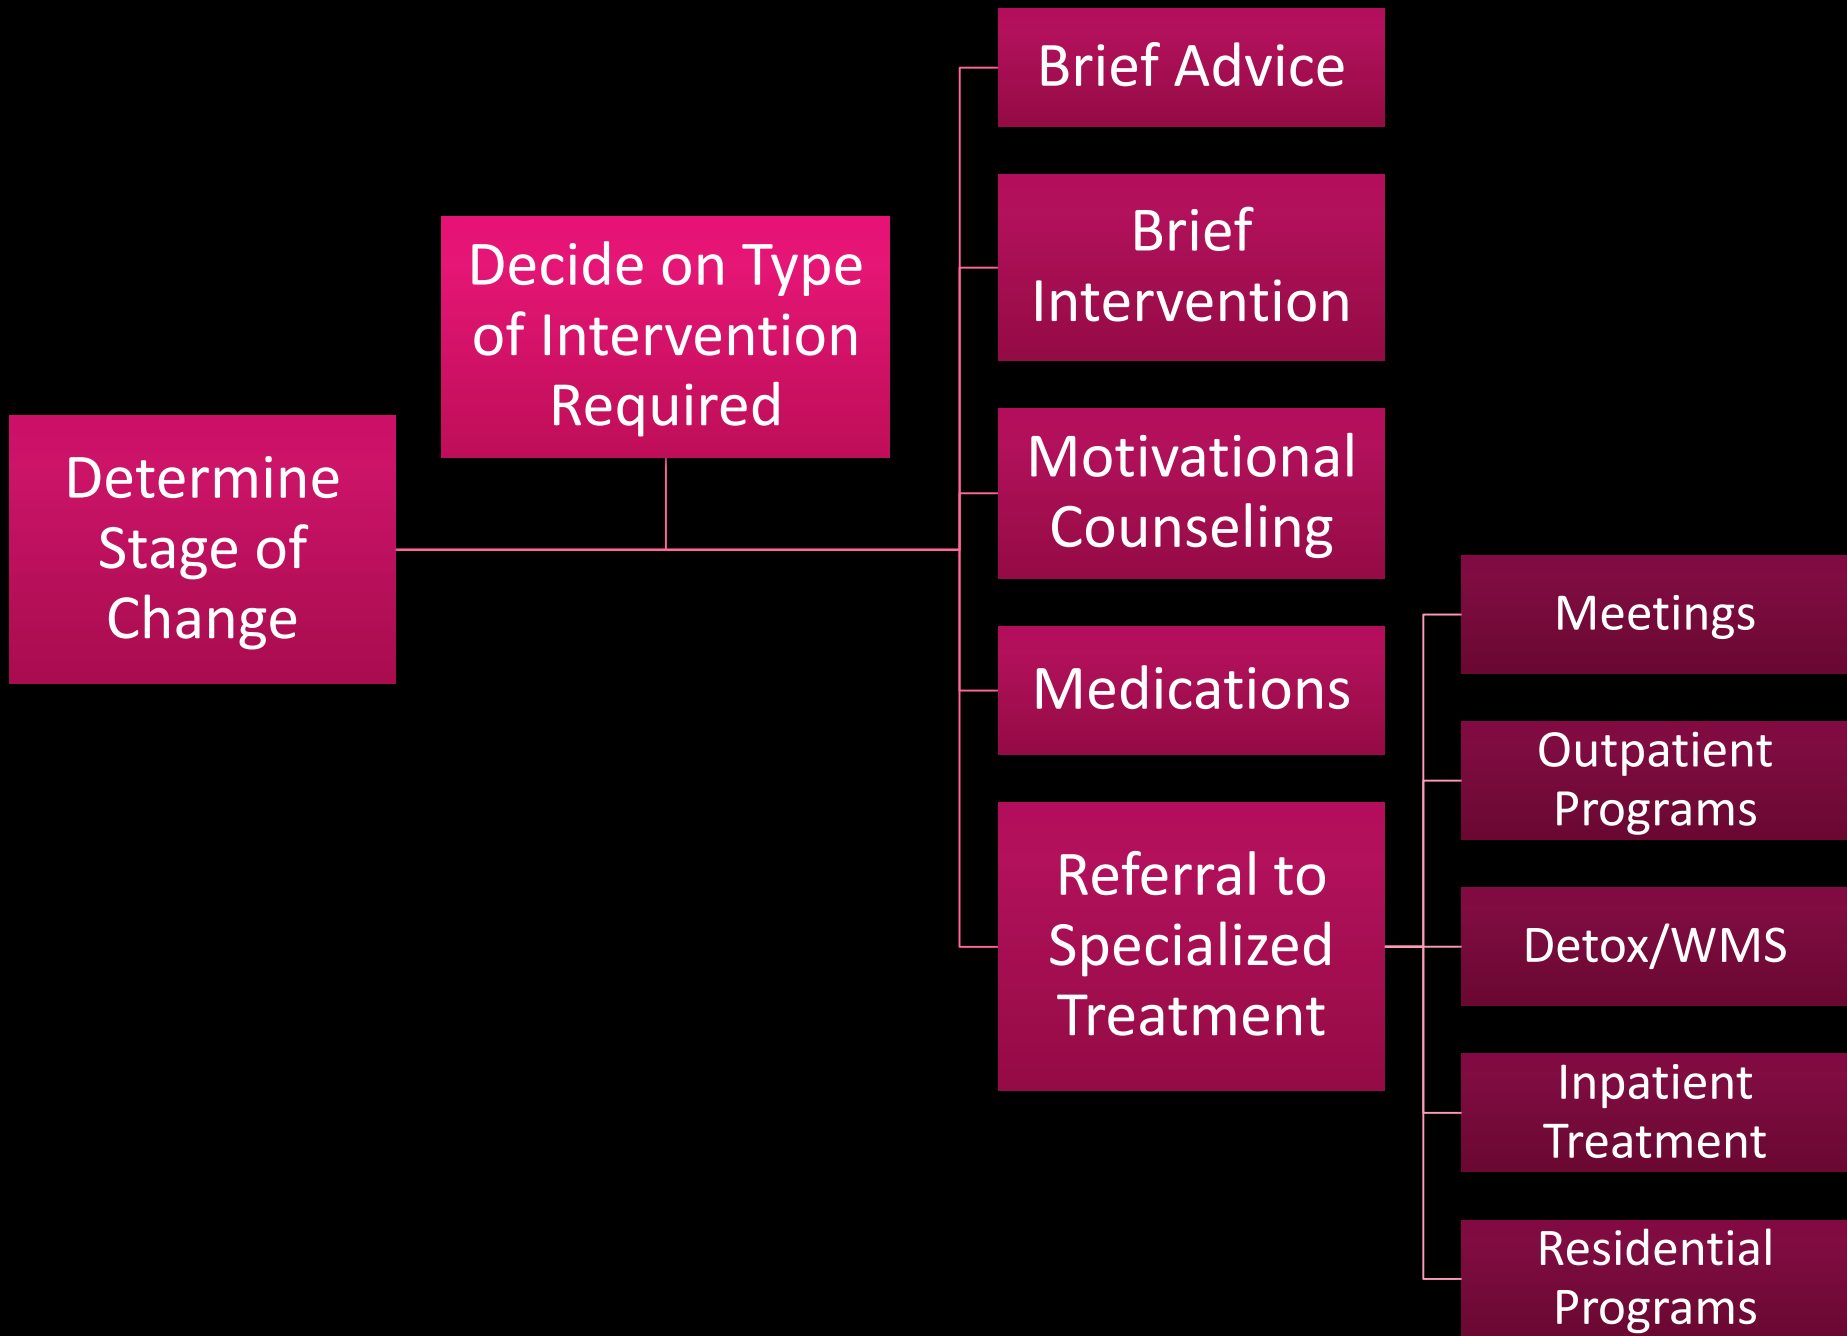 Determine
Stage of
Change
Decide on Type
of Intervention
Required
Brief Advice
Brief
Intervention
Motivational
Counseling
Medications
Referral to
Specialized
Treatment
Meetings
Outpatient
Programs
Detox/WMS
Inpatient
Treatment
Residential
Programs